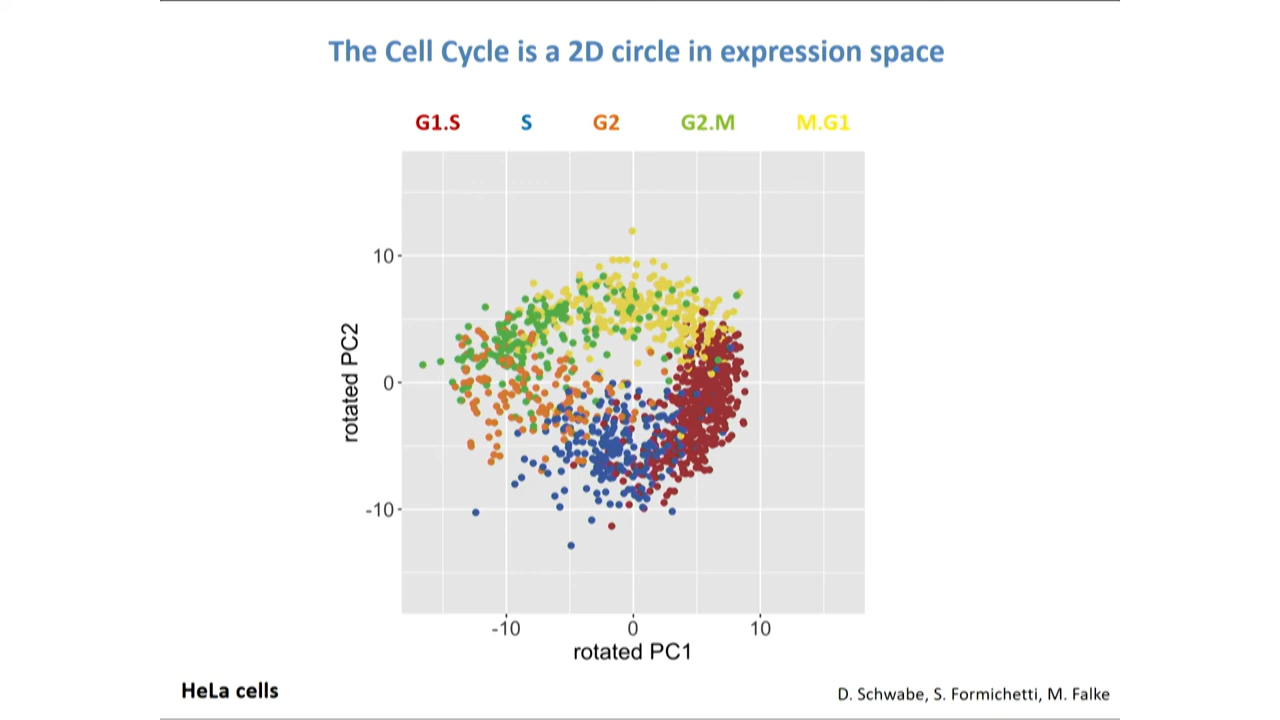 The Cell Cycle is a 2D circle in expression space
G1.S S G2 G2.M M.G1
rotated PC2
10
0
-10
-10 0 10
rotated PC1
HeLa cells
D. Schwabe, S. Formichetti, M. Falke